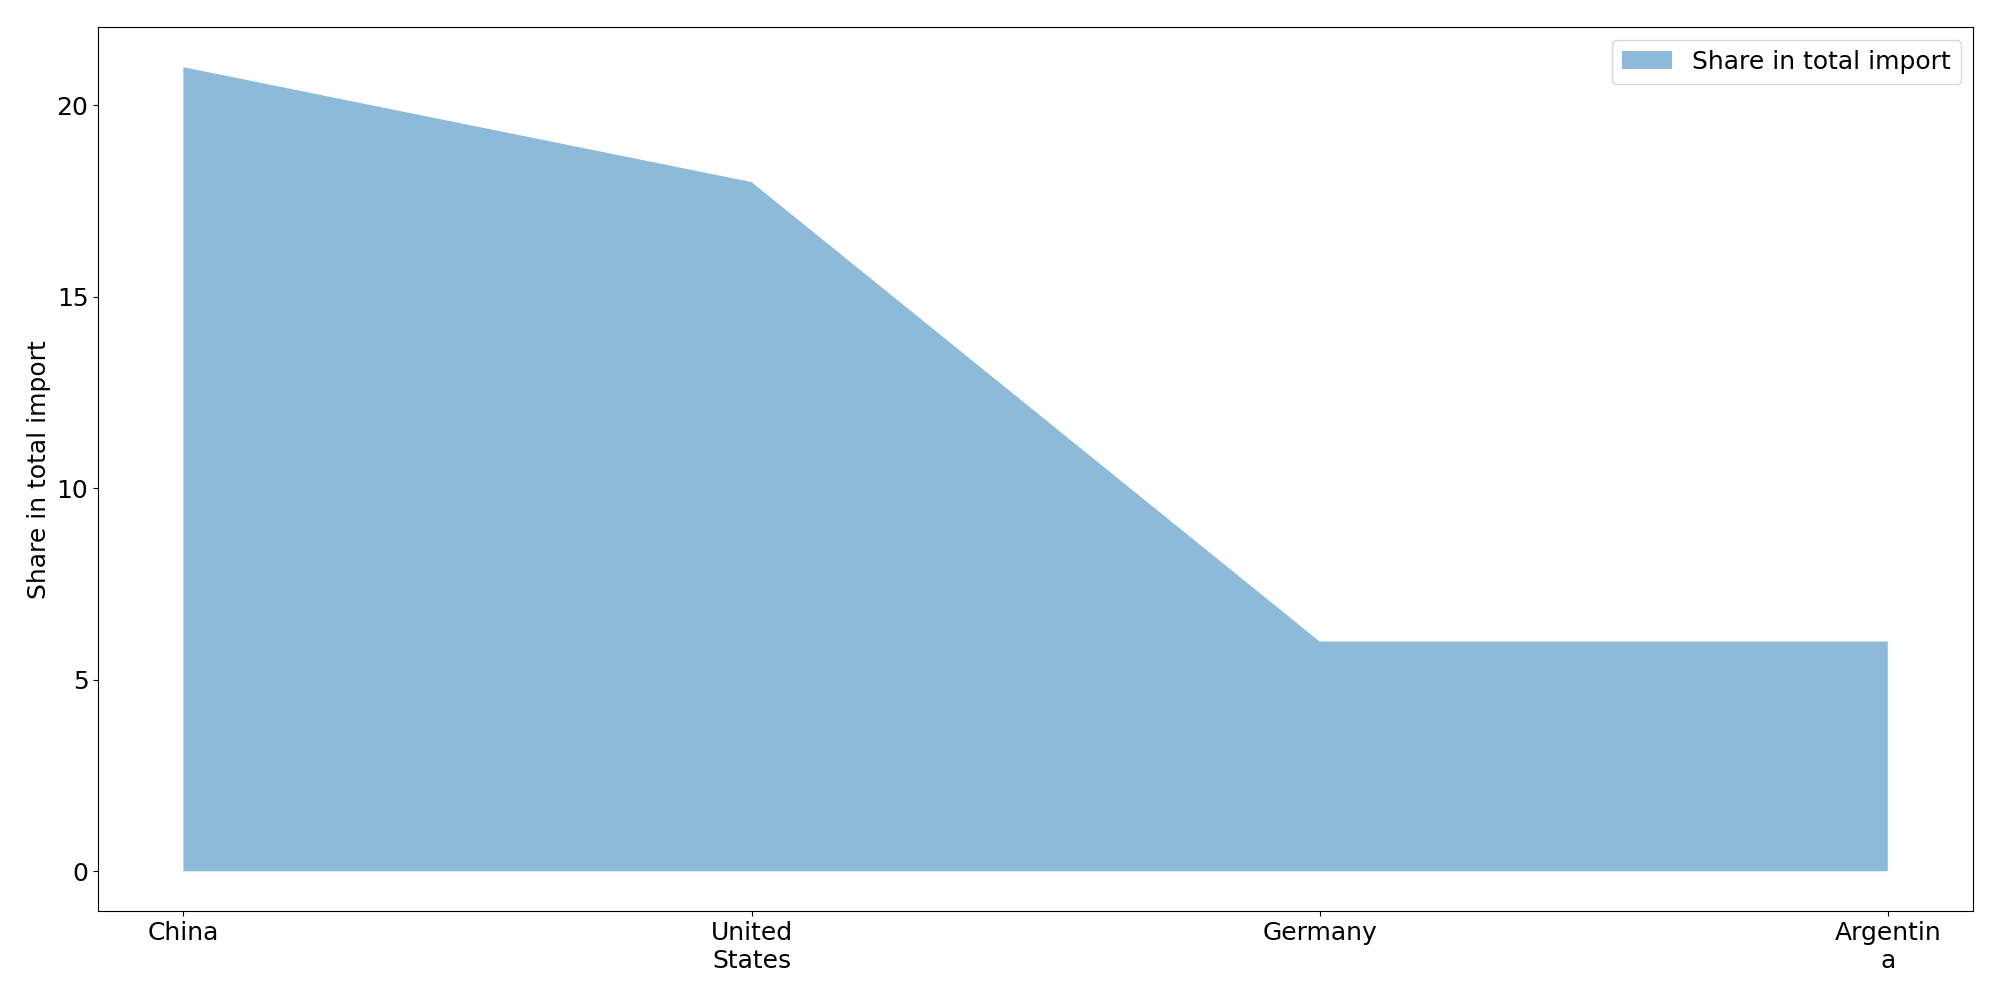 Share in total import
20
15
10
5
0
Share in total import
China
United
States
Germany
Argentin
a